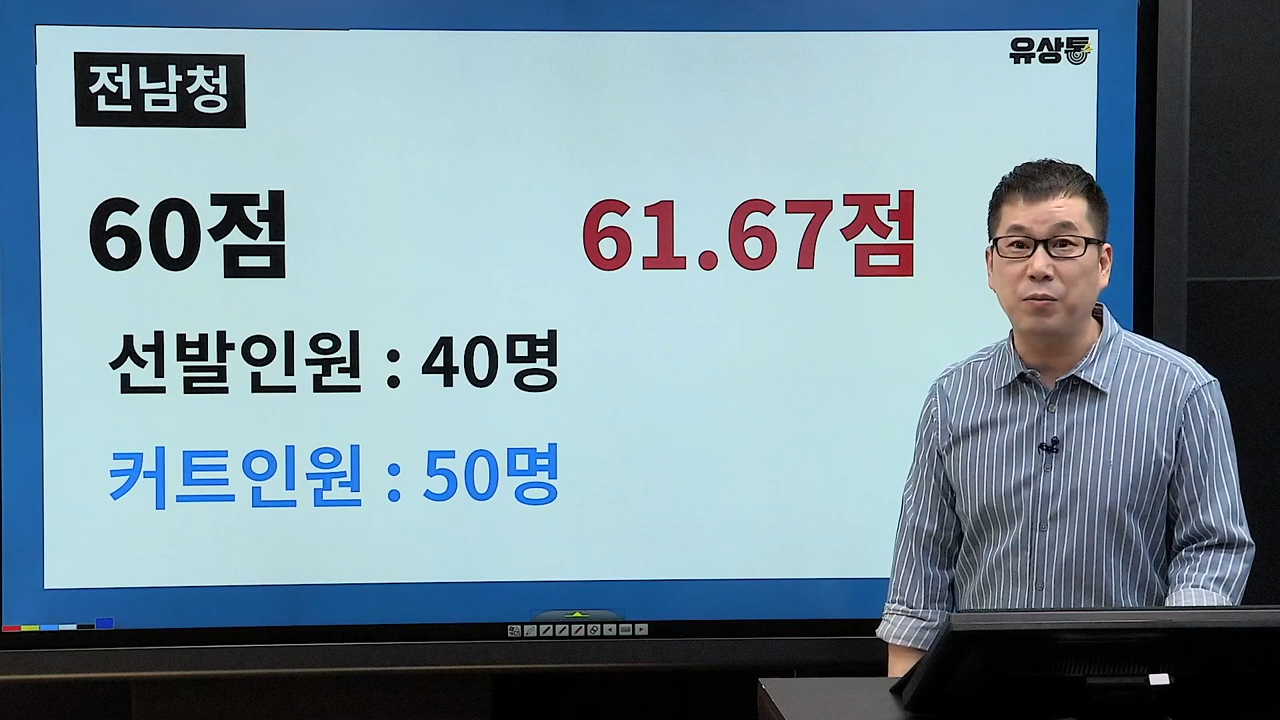 전남청
유상통
60점 61.67점
선발인원 : 40명
커트인원 : 50명